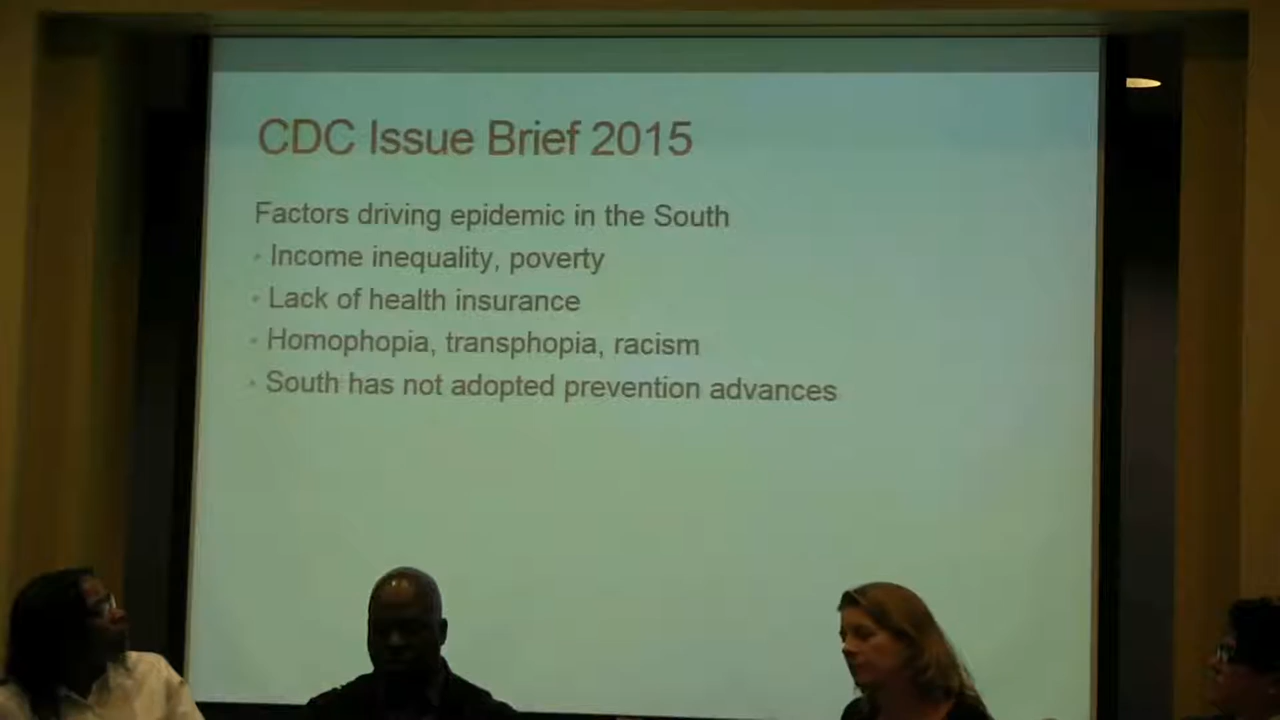 CDC Issue Brief 2015
Factors driving epidemic in the South
• Income inequality, poverty
• Lack of health insurance
• Homophopia, transphopia, racism
• South has not adopted prevention advances